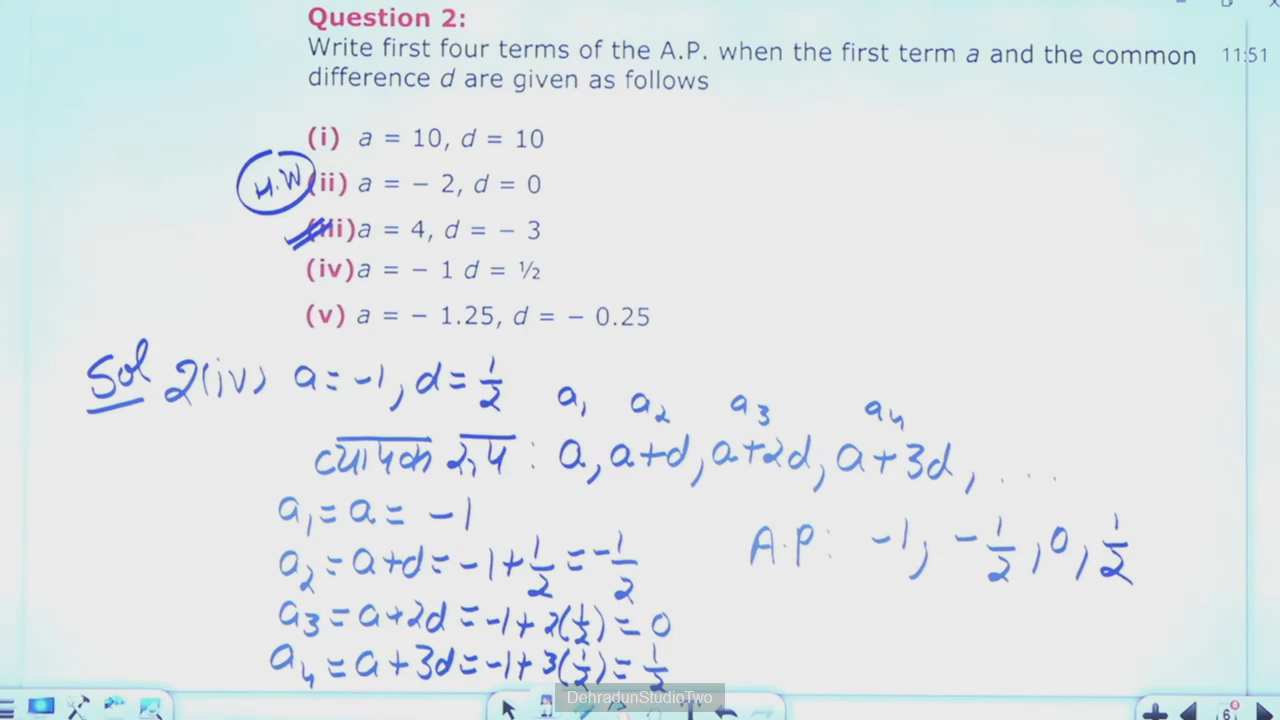 Question 2:
Write first four terms of the A.P. when the first term a and the common
difference d are given as follows
11:51
(i) a = 10, d = 10
H.W
(ii) a = − 2, d = 0
(iii) a = 4, d = − 3
(iv) a = − 1 d = ½
(v) a = − 1.25, d = − 0.25
Sol 2(iv) a = -1, d = 1/2
a₁ a₂ a₃ a₄
: a, a+d, a+2d, a+3d, ...
a₁ = a = -1
a₂ = a+d = -1+1/2 = -1/2
A.P: -1, -1/2, 0, 1/2
a₃ = a+2d = -1+2(1/2) = 0
a₄ = a+3d = -1+3(1/2) = 1/2
DehradunStudioTwo
6